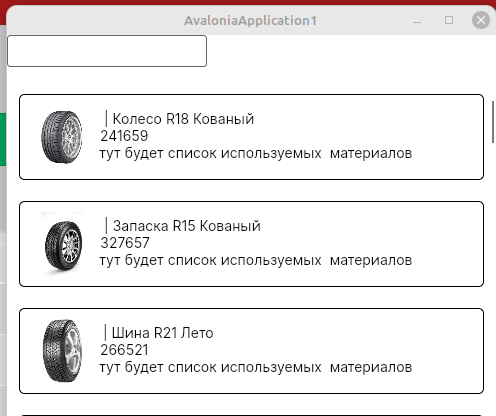 AvaloniaApplication1
| Колесо R18 Кованый
241659
тут будет список используемых  материалов
| Запаска R15 Кованый
327657
тут будет список используемых  материалов
| Шина R21 Лето
266521
тут будет список используемых  материалов